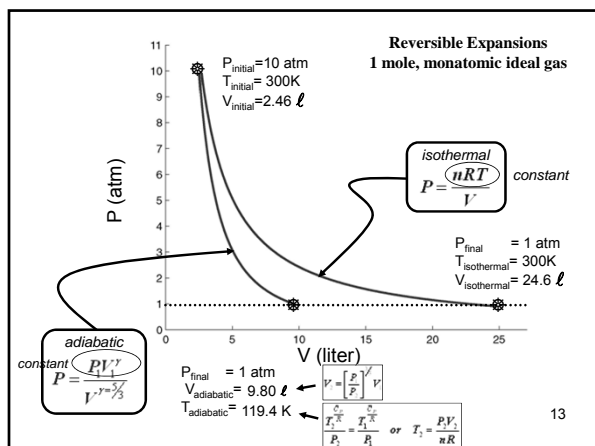 Reversible Expansions
1 mole, monatomic ideal gas
P_initial=10 atm
T_initial=300K
V_initial=2.46 ℓ
isothermal
P = nRT / V
constant
P_final = 1 atm
T_isothermal=300K
V_isothermal=24.6 ℓ
P (atm)
11
10
9
8
7
6
5
4
3
2
1
0
0
5
10
15
20
25
V (liter)
adiabatic
constant
P = P₁V₁^γ / V^γ=5/3
P_final = 1 atm
V_adiabatic = 9.80 ℓ
T_adiabatic = 119.4 K
or T₂ = P₂V₂ / nR
13